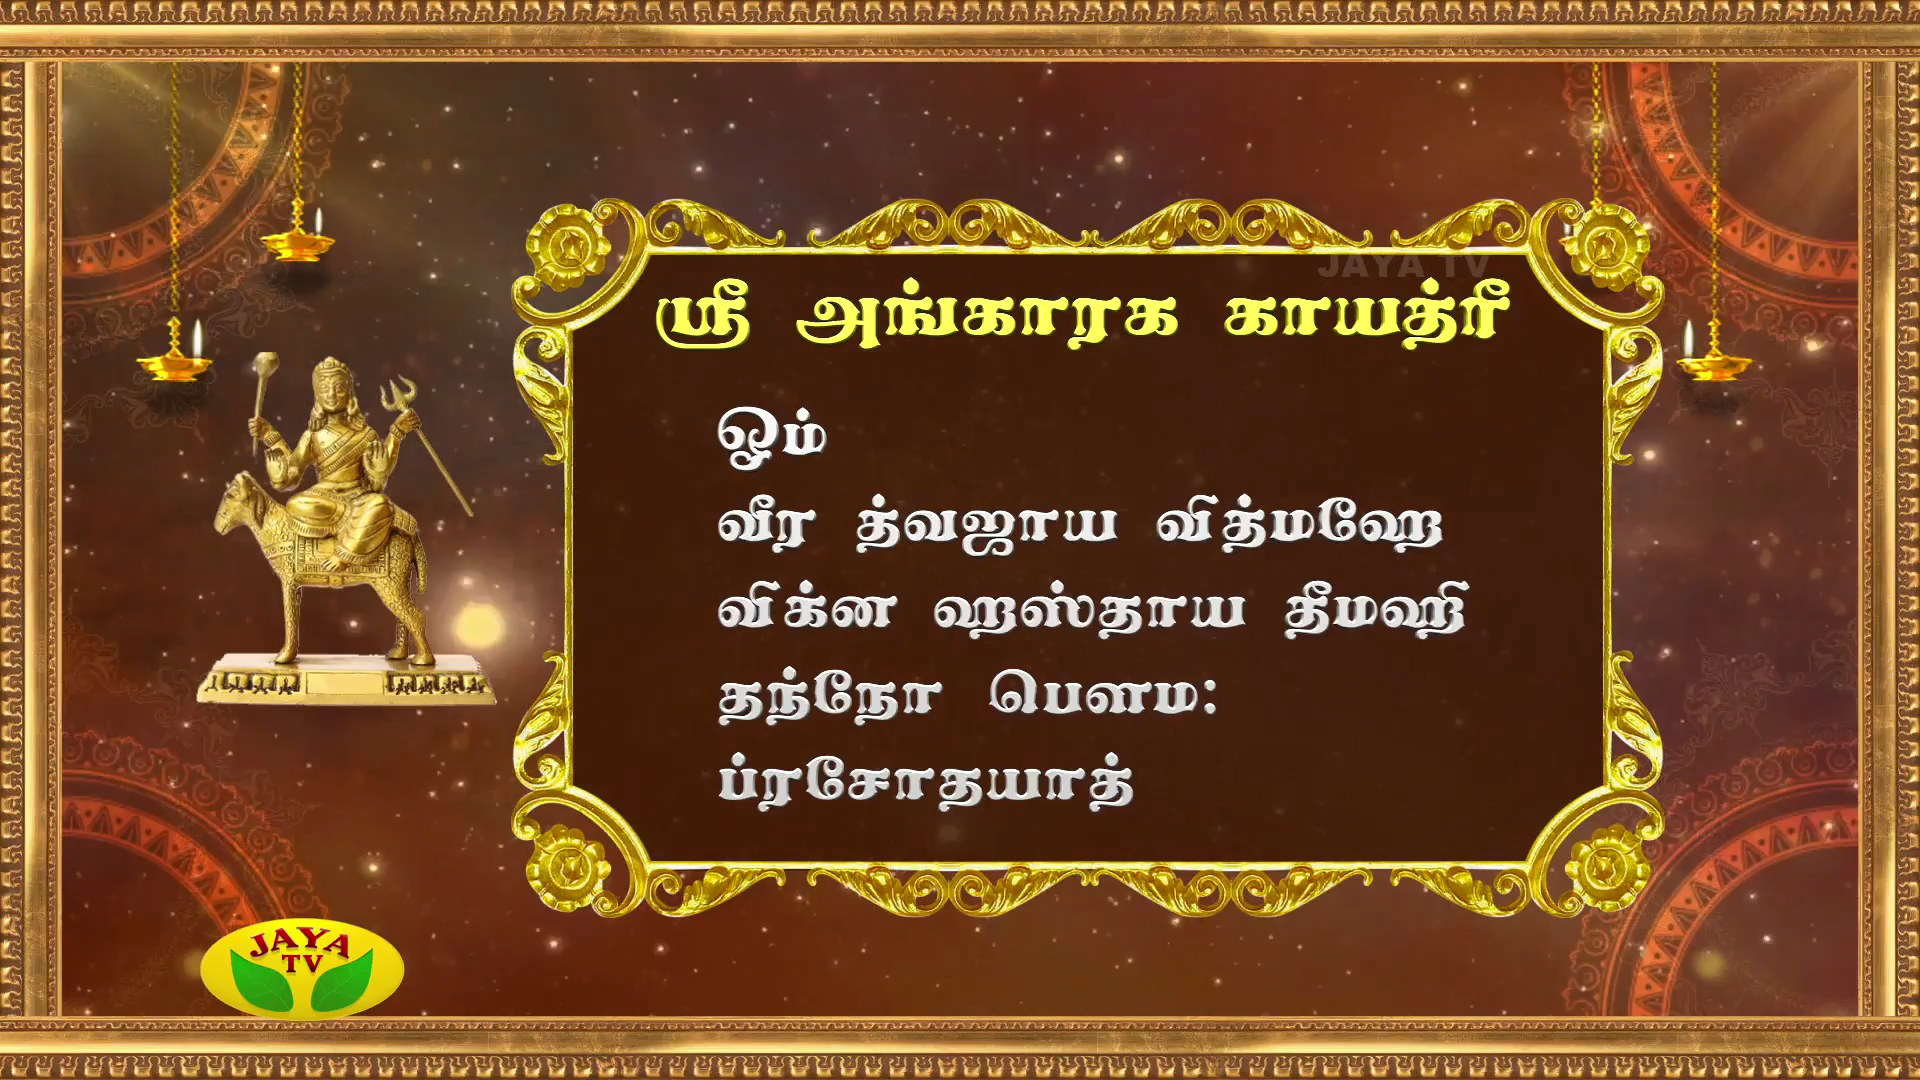 JAYA TV
ஸ்ரீ அங்காரக காயத்ரீ
ஓம்
வீர த்வஜாய வித்மஹே
விக்ன ஹஸ்தாய தீமஹி
தந்நோ பௌம:
ப்ரசோதயாத்
JAYA
TV